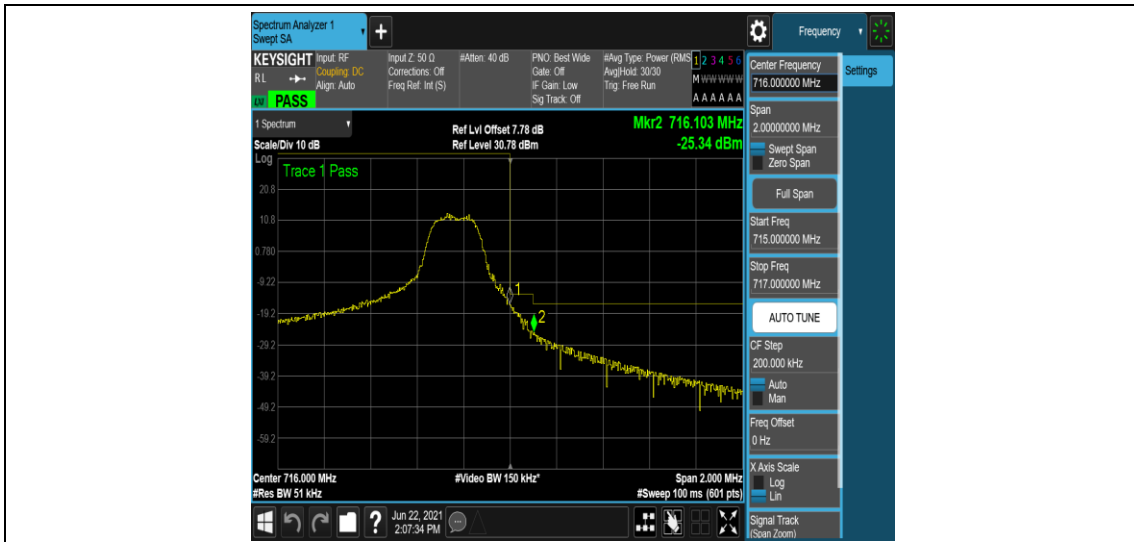 Spectrum Analyzer 1
Swept SA
+
Frequency
KEYSIGHT
RL
Input: RF
Coupling: DC
Align: Auto
Input Z: 50 Ω
Corrections: Off
Freq Ref: Int (S)
#Atten: 40 dB
PNO: Best Wide
Gate: Off
IF Gain: Low
Sig Track: Off
#Avg Type: Power (RMS
Avg|Hold: 30/30
Trig: Free Run
1 2 3 4 5 6
M W W W W W
A A A A A A
PASS
1 Spectrum
Scale/Div 10 dB
Ref Lvl Offset 7.78 dB
Ref Level 30.78 dBm
Mkr2 716.103 MHz
-25.34 dBm
Log
Trace 1 Pass
20.8
10.8
0.780
-9.22
-19.2
-29.2
-39.2
-49.2
-59.2
1
2
Center 716.000 MHz
#Res BW 51 kHz
#Video BW 150 kHz*
Span 2.000 MHz
#Sweep 100 ms (601 pts)
Center Frequency
716.000000 MHz
Settings
Span
2.00000000 MHz
Swept Span
Zero Span
Full Span
Start Freq
715.000000 MHz
Stop Freq
717.000000 MHz
AUTO TUNE
CF Step
200.000 kHz
Auto
Man
Freq Offset
0 Hz
X Axis Scale
Log
Lin
Signal Track
(Span Zoom)
?
Jun 22, 2021
2:07:34 PM